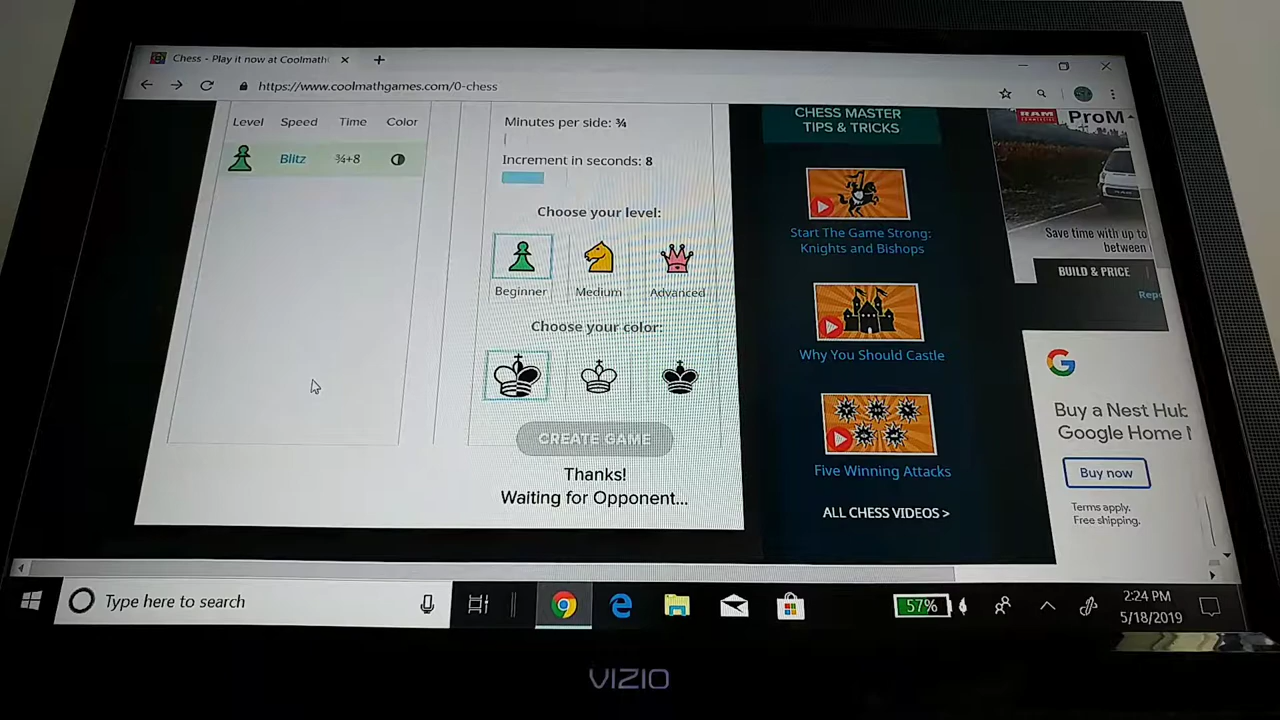 Chess - Play it now at Coolmath
https://www.coolmathgames.com/0-chess
Level Speed Time Color
Blitz ¾+8
Minutes per side: ¾
Increment in seconds: 8
Choose your level:
Beginner Medium Advanced
Choose your color:
CREATE GAME
Thanks!
Waiting for Opponent...
CHESS MASTER
TIPS & TRICKS
Start The Game Strong:
Knights and Bishops
Why You Should Castle
Five Winning Attacks
ALL CHESS VIDEOS >
RAM
ProM
Save time with up to
between
BUILD & PRICE
Buy a Nest Hub
Google Home
Buy now
Terms apply.
Free shipping.
Type here to search
57%
2:24 PM
5/18/2019
VIZIO